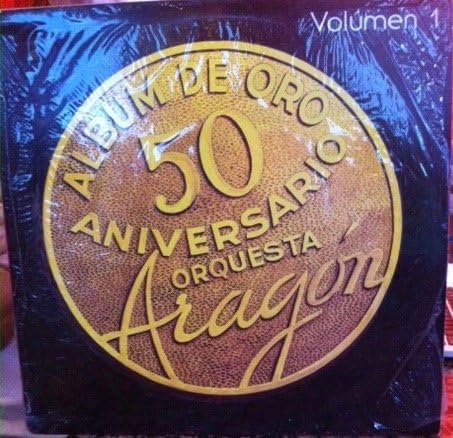 Volúmen 1
ALBUM DE ORO
50
ANIVERSARIO
ORQUESTA
Aragón